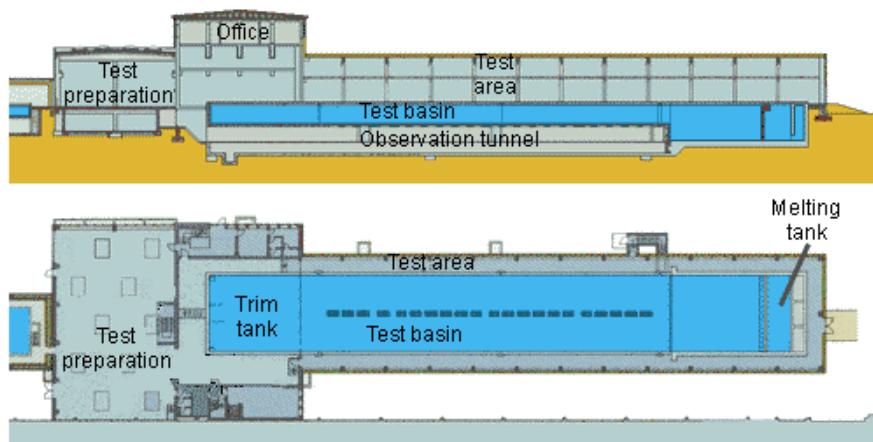 Office
Test
preparation
Test
area
Test basin
Observation tunnel
Melting
tank
Test area
Trim
tank
Test basin
Test
preparation